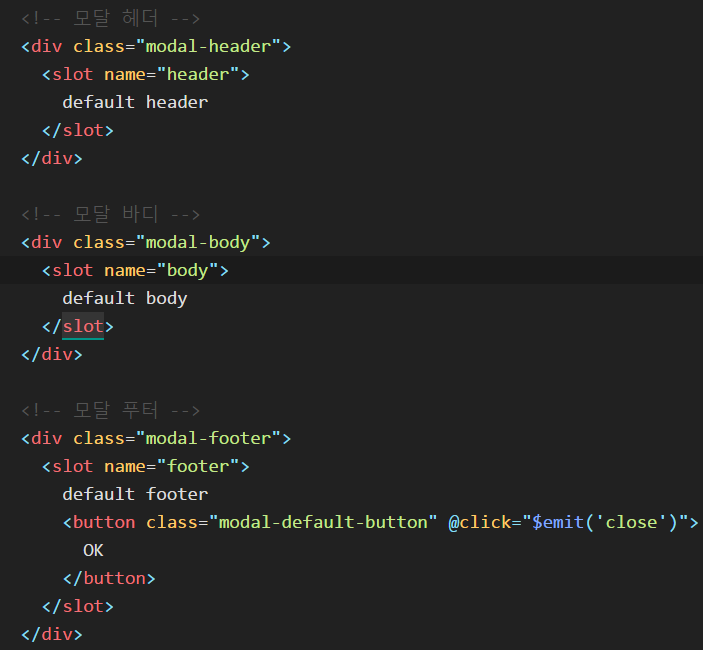 <!-- 모달 헤더 -->
<div class="modal-header">
<slot name="header">
default header
</slot>
</div>
<!-- 모달 바디 -->
<div class="modal-body">
<slot name="body">
default body
</slot>
</div>
<!-- 모달 푸터 -->
<div class="modal-footer">
<slot name="footer">
default footer
<button class="modal-default-button" @click="$emit('close')">
OK
</button>
</slot>
</div>